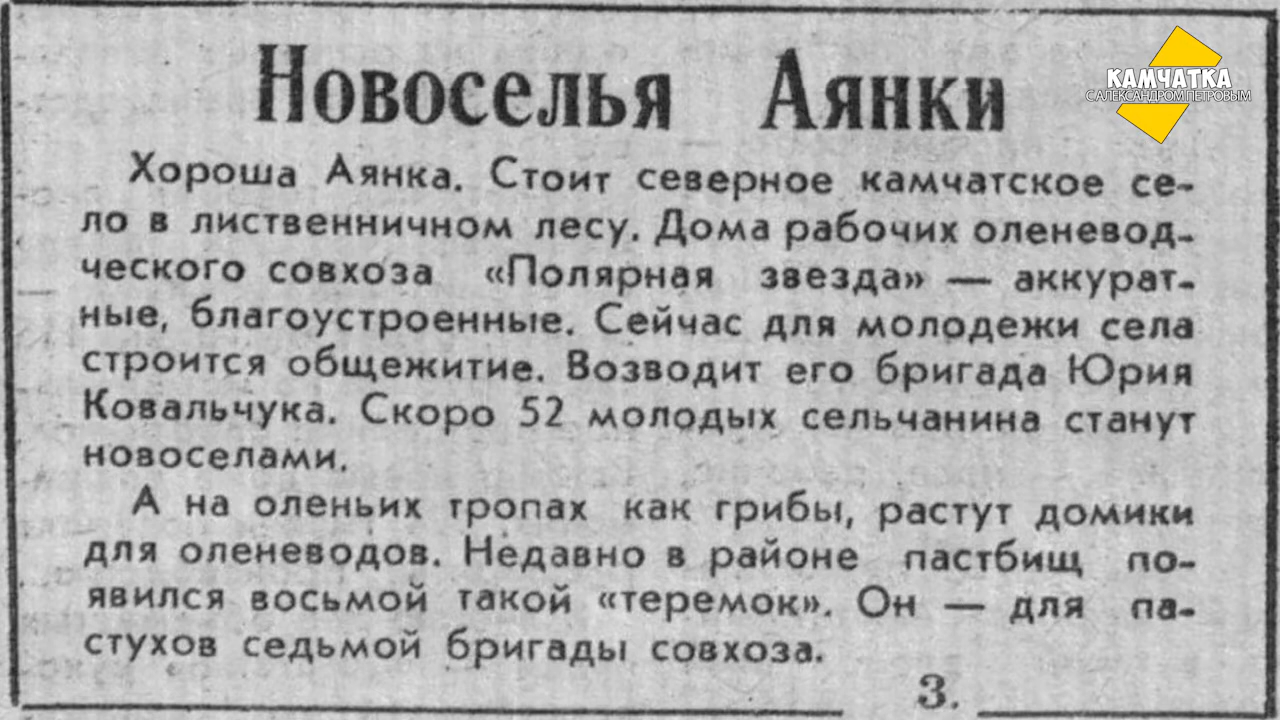 Новоселья Аянки
КАМЧАТКА
С АЛЕКСАНДРОМ ПЕТРОВЫМ
Хороша Аянка. Стоит северное камчатское се-
ло в лиственничном лесу. Дома рабочих оленевод-
ческого совхоза «Полярная звезда» — аккурат-
ные, благоустроенные. Сейчас для молодежи села
строится общежитие. Возводит его бригада Юрия
Ковальчука. Скоро 52 молодых сельчанина станут
новоселами.
А на оленьих тропах как грибы, растут домики
для оленеводов. Недавно в районе пастбищ по-
явился восьмой такой «теремок». Он — для па-
стухов седьмой бригады совхоза.
3.